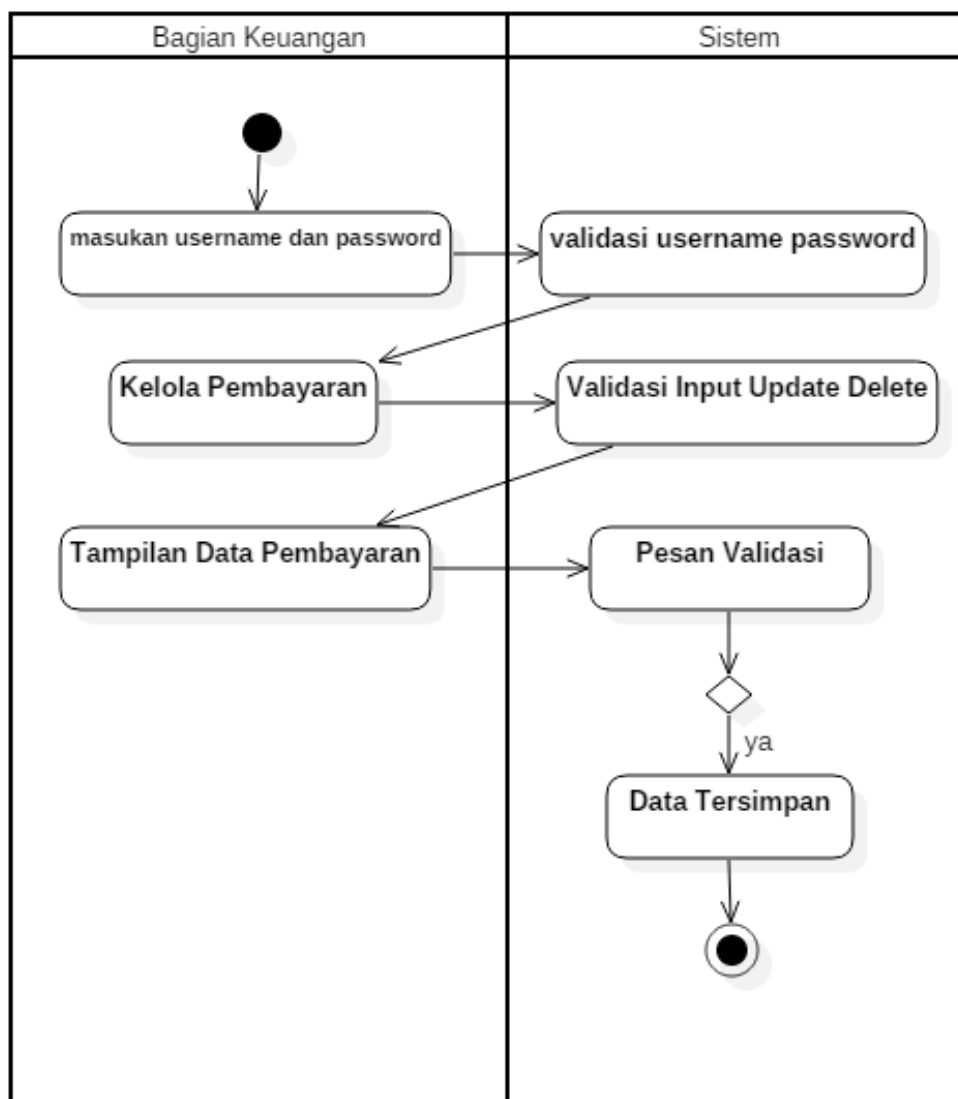 Bagian Keuangan
Sistem
masukan username dan password
validasi username password
Kelola Pembayaran
Validasi Input Update Delete
Tampilan Data Pembayaran
Pesan Validasi
ya
Data Tersimpan